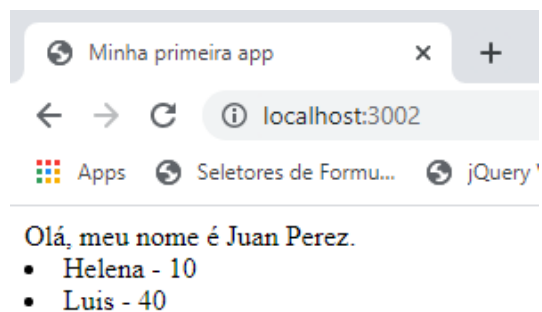 Minha primeira app
localhost:3002
Apps Seletores de Formu... jQuery
Olá, meu nome é Juan Perez.
Helena - 10
Luis - 40